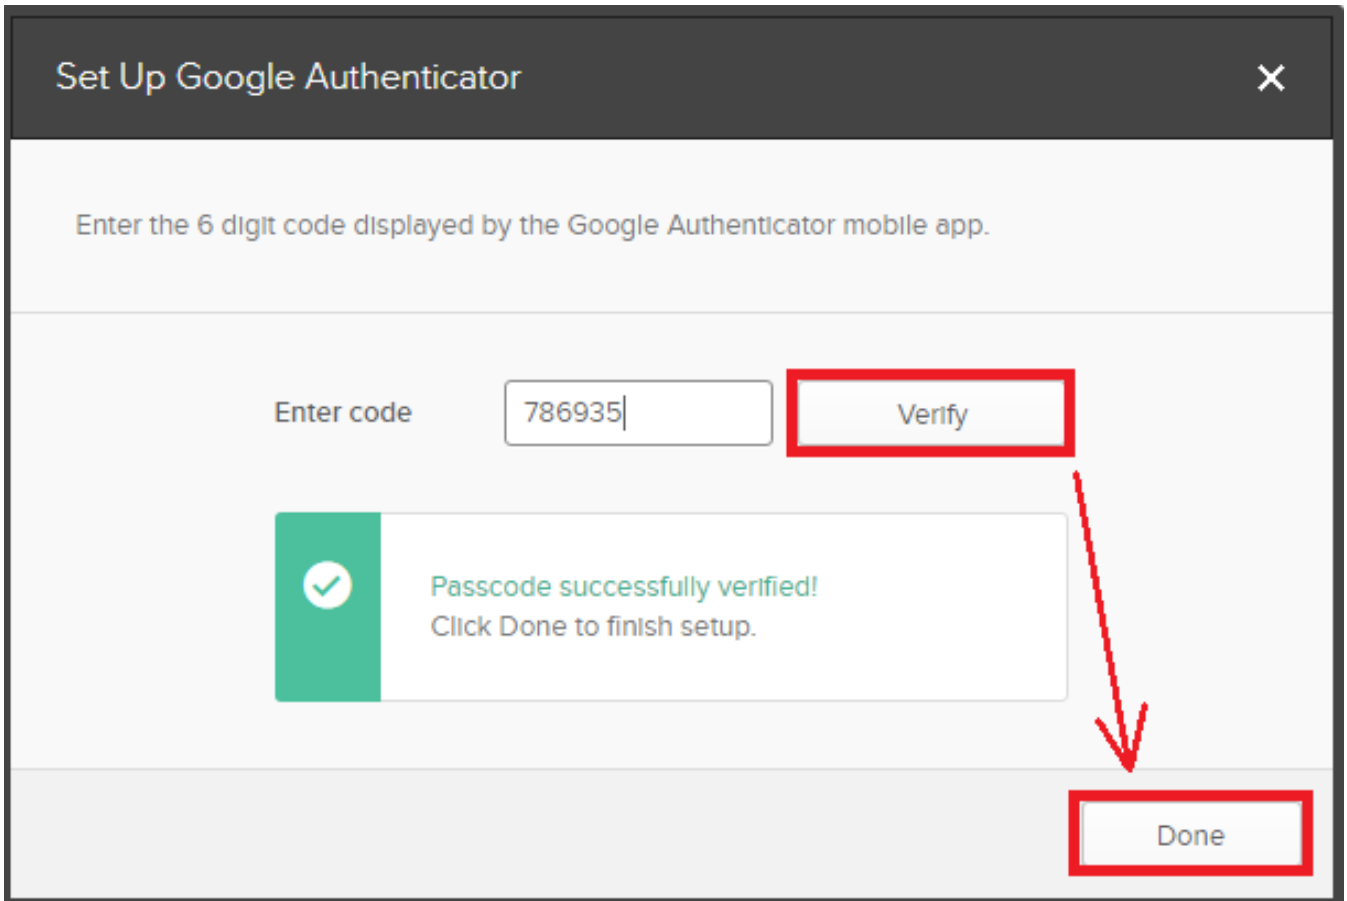 Set Up Google Authenticator
Enter the 6 digit code displayed by the Google Authenticator mobile app.
Enter code 786935 Verify
Passcode successfully verified!
Click Done to finish setup.
Done